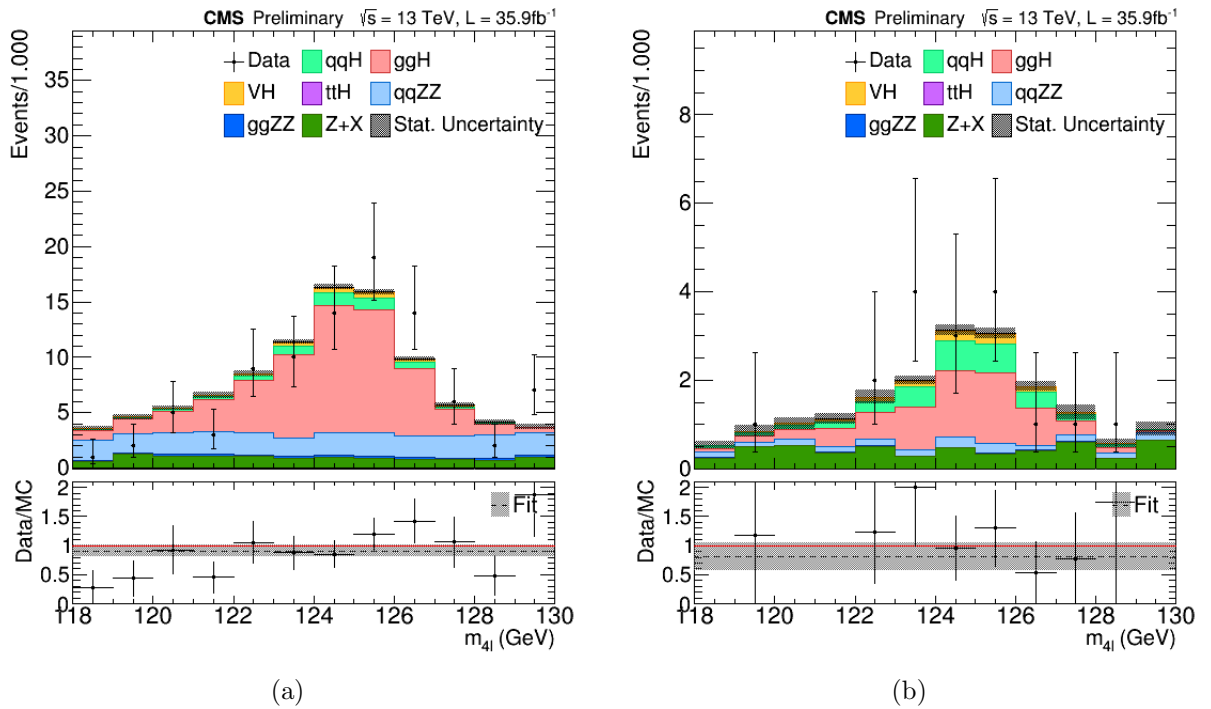 CMS Preliminary √s = 13 TeV, L = 35.9fb⁻¹
Events/1.000
Data qqH ggH
VH ttH qqZZ
ggZZ Z+X Stat. Uncertainty
35
30
25
20
15
10
5
0
Data/MC
2
1.5
1
0.5
0
Fit
118 120 122 124 126 128 130
m4l (GeV)
(a)
CMS Preliminary √s = 13 TeV, L = 35.9fb⁻¹
Events/1.000
Data qqH ggH
VH ttH qqZZ
ggZZ Z+X Stat. Uncertainty
8
6
4
2
0
Data/MC
2
1.5
1
0.5
0
Fit
118 120 122 124 126 128 130
m4l (GeV)
(b)